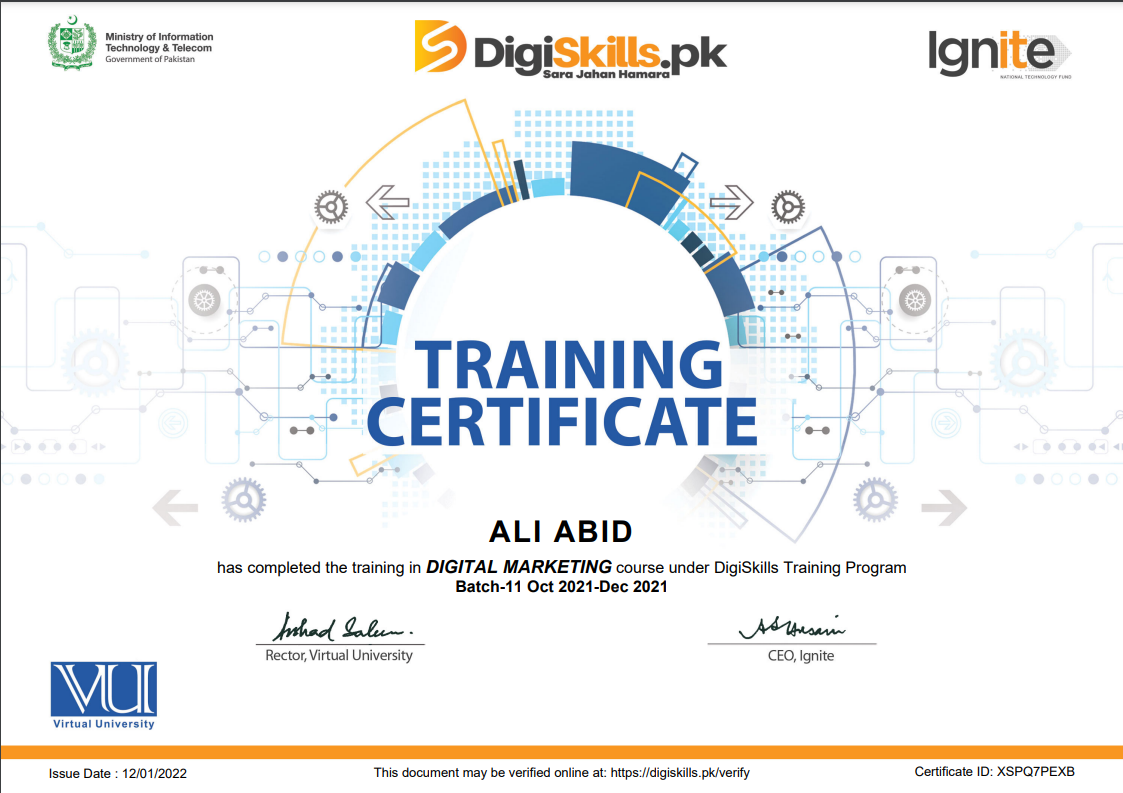 Ministry of Information
Technology & Telecom
Government of Pakistan
DigiSkills.pk
Sara Jahan Hamara
Ignite
NATIONAL TECHNOLOGY FUND
TRAINING
CERTIFICATE
ALI ABID
has completed the training in DIGITAL MARKETING course under DigiSkills Training Program
Batch-11 Oct 2021-Dec 2021
Rector, Virtual University
CEO, Ignite
VU
Virtual University
Issue Date : 12/01/2022
This document may be verified online at: https://digiskills.pk/verify
Certificate ID: XSPQ7PEXB